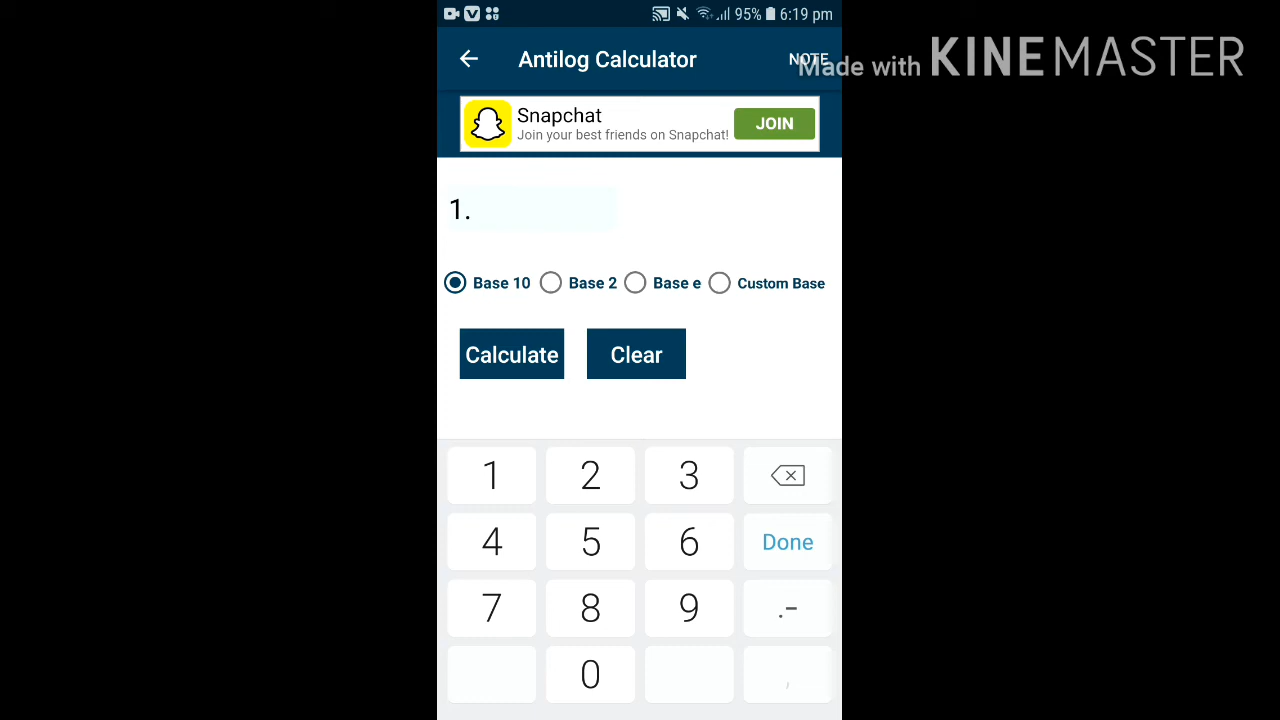 95% 6:19 pm
Antilog Calculator
NOTE
Made with KINEMASTER
Snapchat
Join your best friends on Snapchat!
JOIN
1.
Base 10 Base 2 Base e Custom Base
Calculate Clear
1 2 3
4 5 6 Done
7 8 9 .-
0 ,